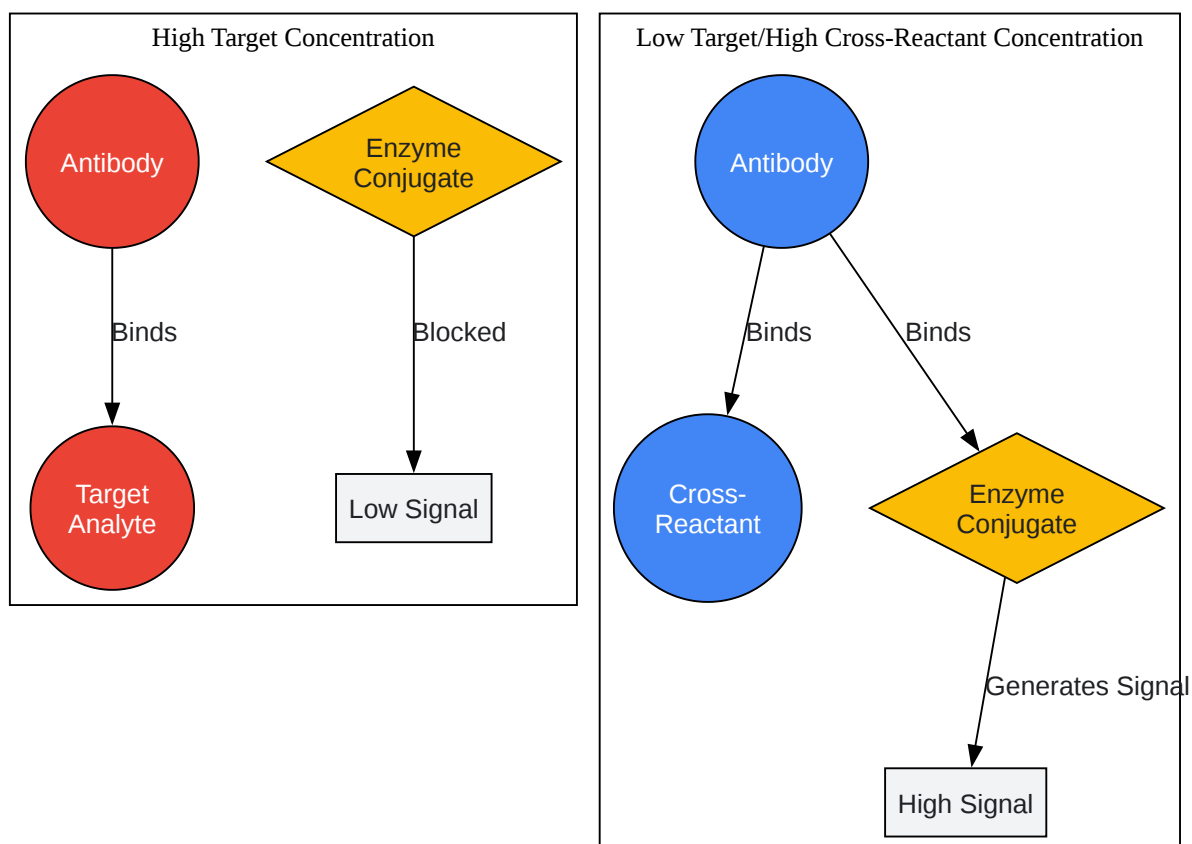 High Target Concentration
Antibody
Enzyme
Conjugate
Binds
Blocked
Target
Analyte
Low Signal
Low Target/High Cross-Reactant Concentration
Antibody
Binds
Binds
Cross-
Reactant
Enzyme
Conjugate
Generates Signal
High Signal